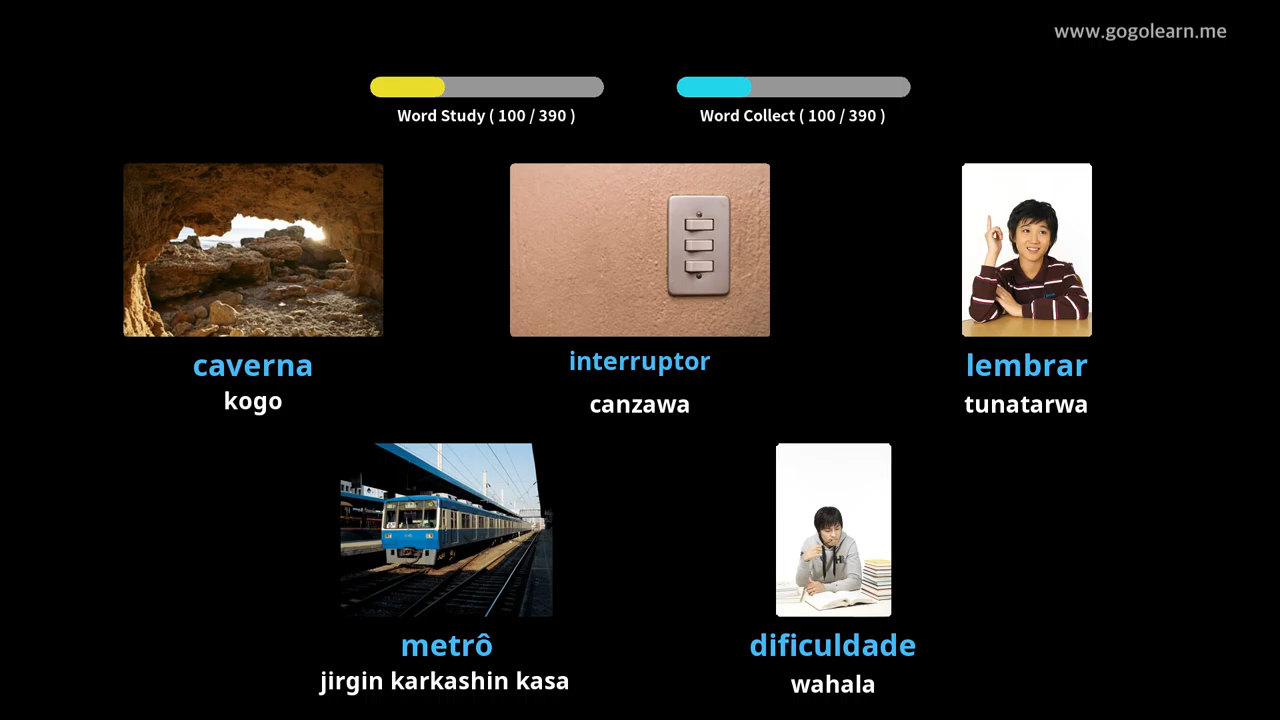 www.gogolearn.me
Word Study ( 100 / 390 )
Word Collect ( 100 / 390 )
caverna
kogo
interruptor
canzawa
lembrar
tunatarwa
metrô
jirgin karkashin kasa
dificuldade
wahala